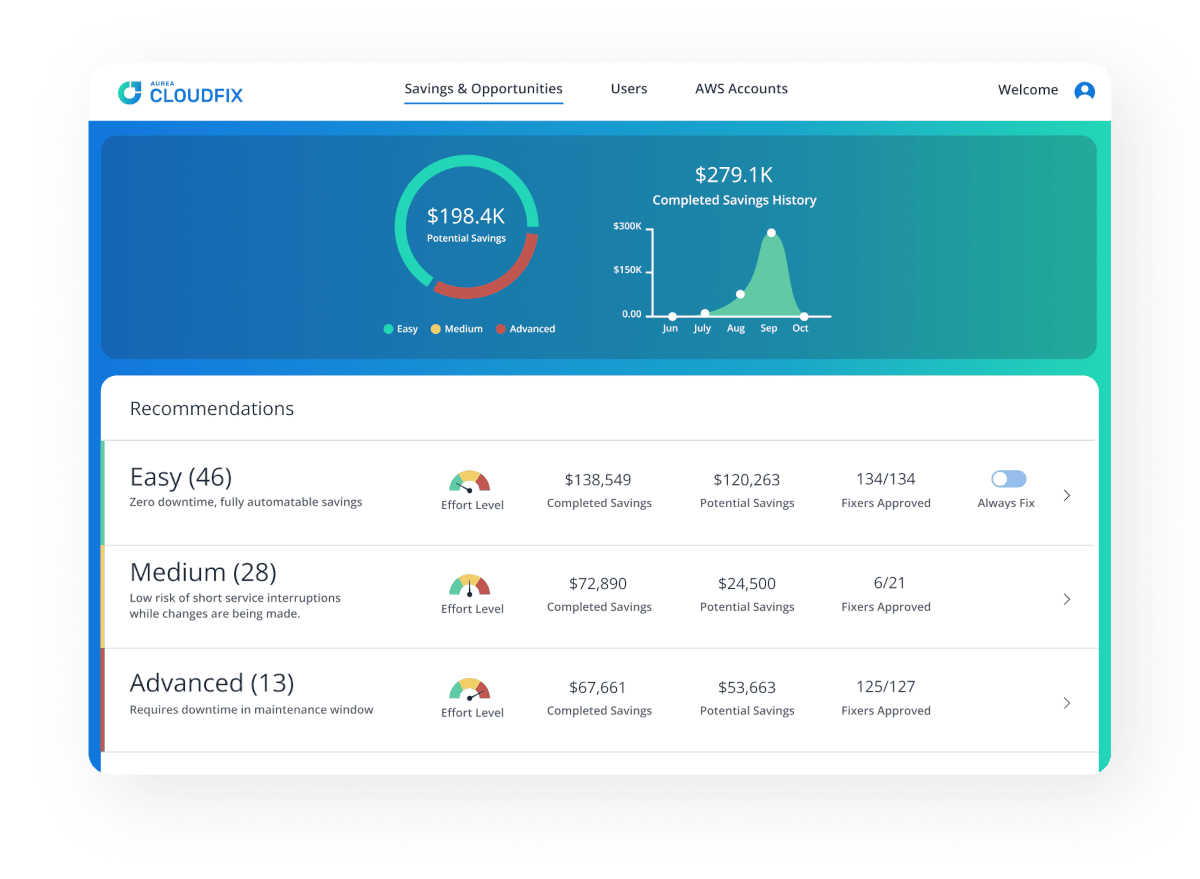 AUREA
CLOUDFIX
Savings & Opportunities
Users
AWS Accounts
Welcome
$198.4K
Potential Savings
Easy
Medium
Advanced
$279.1K
Completed Savings History
$300K
$150K
0.00
Jun
July
Aug
Sep
Oct
Recommendations
Easy (46)
Zero downtime, fully automatable savings
Effort Level
$138,549
Completed Savings
$120,263
Potential Savings
134/134
Fixers Approved
Always Fix
Medium (28)
Low risk of short service interruptions
while changes are being made.
Effort Level
$72,890
Completed Savings
$24,500
Potential Savings
6/21
Fixers Approved
Advanced (13)
Requires downtime in maintenance window
Effort Level
$67,661
Completed Savings
$53,663
Potential Savings
125/127
Fixers Approved